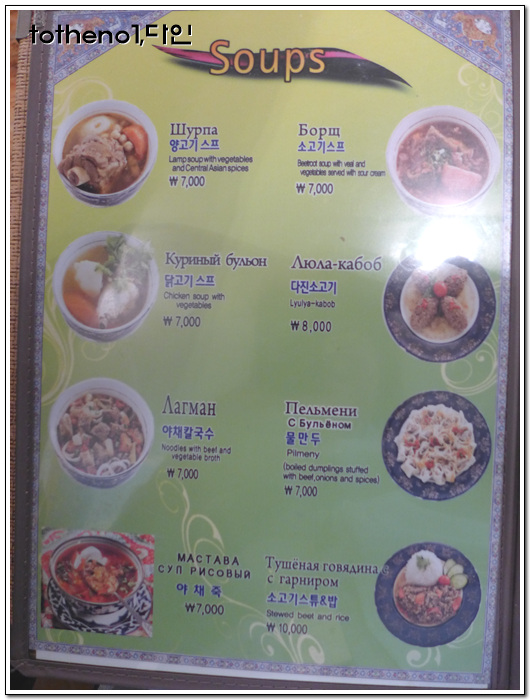 totheno1,다인
Soups
Шурпа
양고기 스프
Lamp soup with vegetables
and Central Asian spices
₩ 7,000
Борщ
소고기스프
Beetroot soup with veal and
vegetables served with sour cream
₩ 7,000
Куриный бульон
닭고기 스프
Chicken soup with
vegetables
₩ 7,000
Люла-кабоб
다진소고기
Lyulya-kabob
₩ 8,000
Лагман
야채칼국수
Noodles with beef and
vegetable broth
₩ 7,000
Пельмени
С Бульёном
물만두
Pilmeny
(boiled dumplings stuffed
with beef,onions and spices)
₩ 7,000
МАСТАВА
СУП РИСОВЫЙ
야 채 죽
₩7,000
Тушёная говядина
с гарниром
소고기스튜&밥
Stewed beef and rice
₩ 10,000